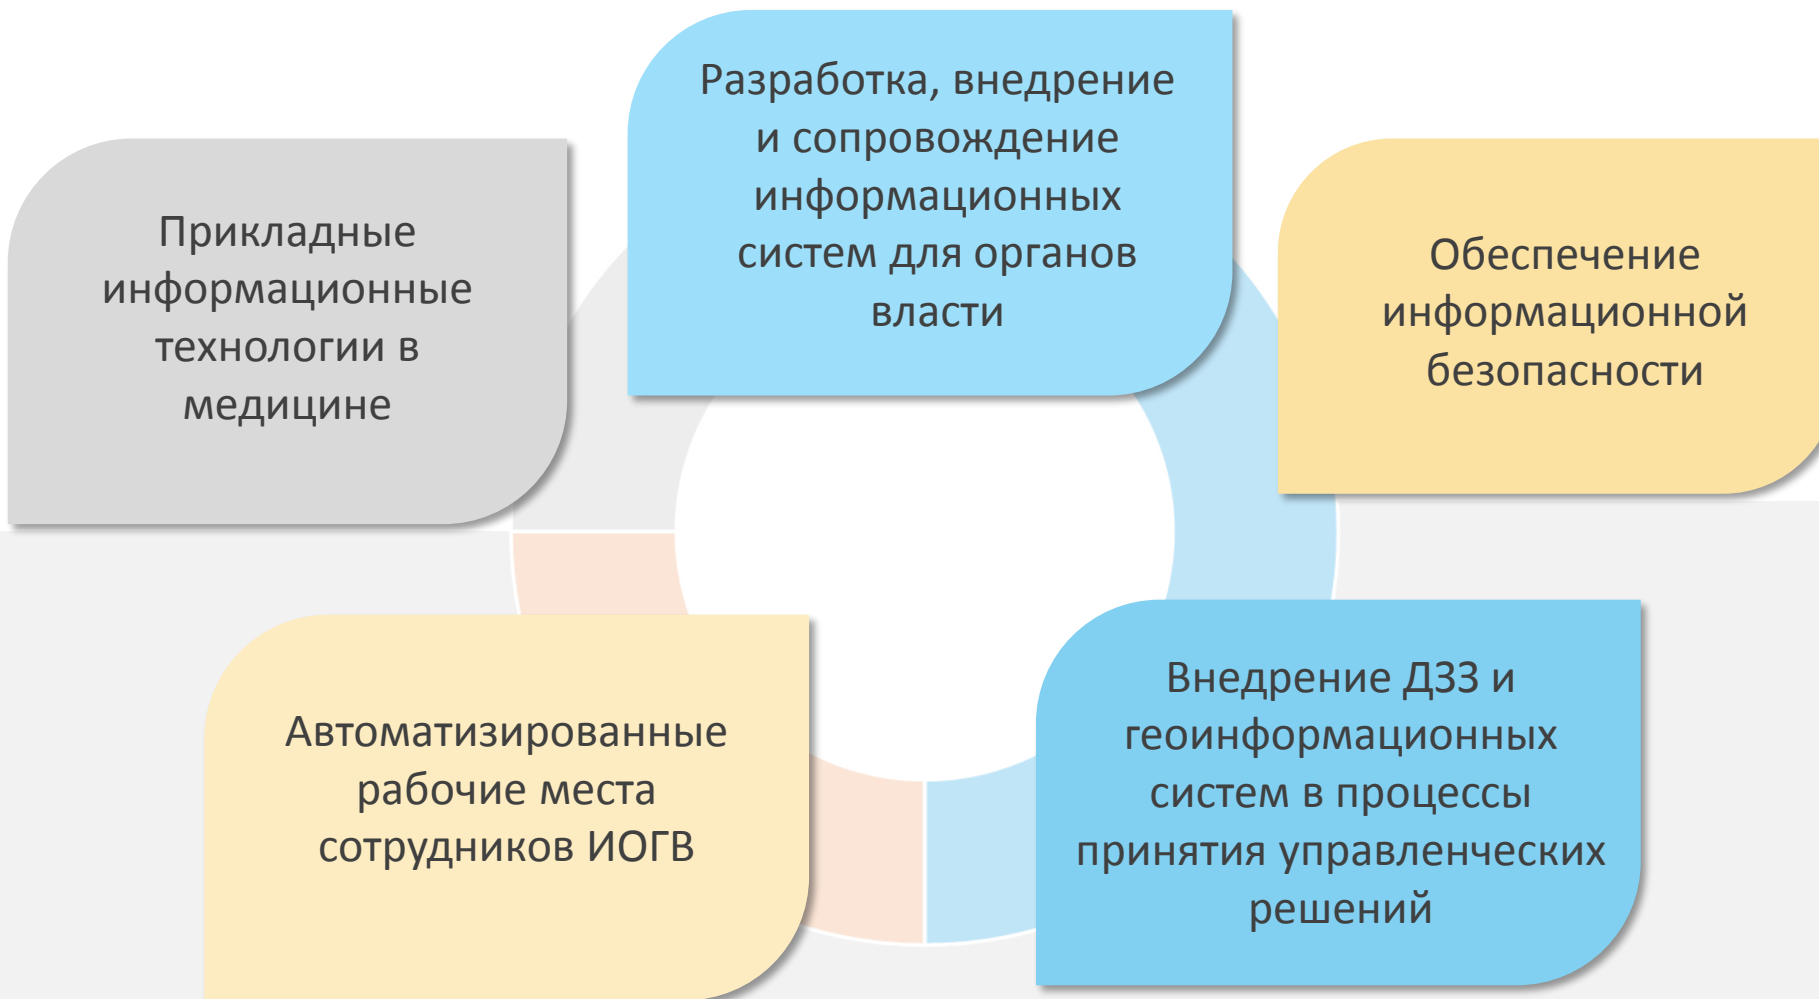 Разработка, внедрение
и сопровождение
информационных
систем для органов
власти
Прикладные
информационные
технологии в
медицине
Обеспечение
информационной
безопасности
Автоматизированные
рабочие места
сотрудников ИОГВ
Внедрение ДЗЗ и
геоинформационных
систем в процессы
принятия управленческих
решений